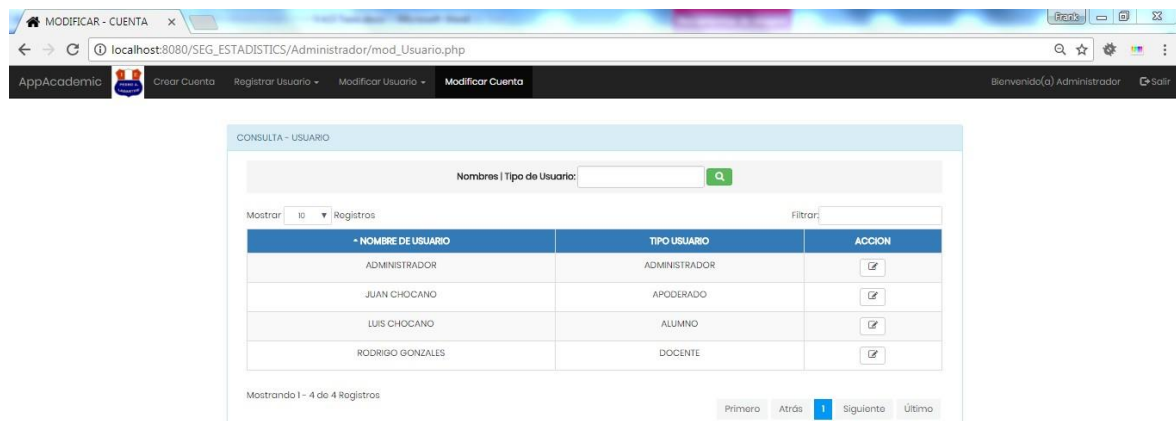 MODIFICAR - CUENTA
Frank
localhost:8080/SEG_ESTADISTICS/Administrador/mod_Usuario.php
AppAcademic Crear Cuenta Registrar Usuario Modificar Usuario Modificar Cuenta Bienvenido(a) Administrador Salir
CONSULTA - USUARIO
Nombres | Tipo de Usuario:
Mostrar 10 Registros Filtrar:
NOMBRE DE USUARIO TIPO USUARIO ACCION
ADMINISTRADOR ADMINISTRADOR
JUAN CHOCANO APODERADO
LUIS CHOCANO ALUMNO
RODRIGO GONZALES DOCENTE
Mostrando 1 - 4 de 4 Registros
Primero Atrás 1 Siguiente Último